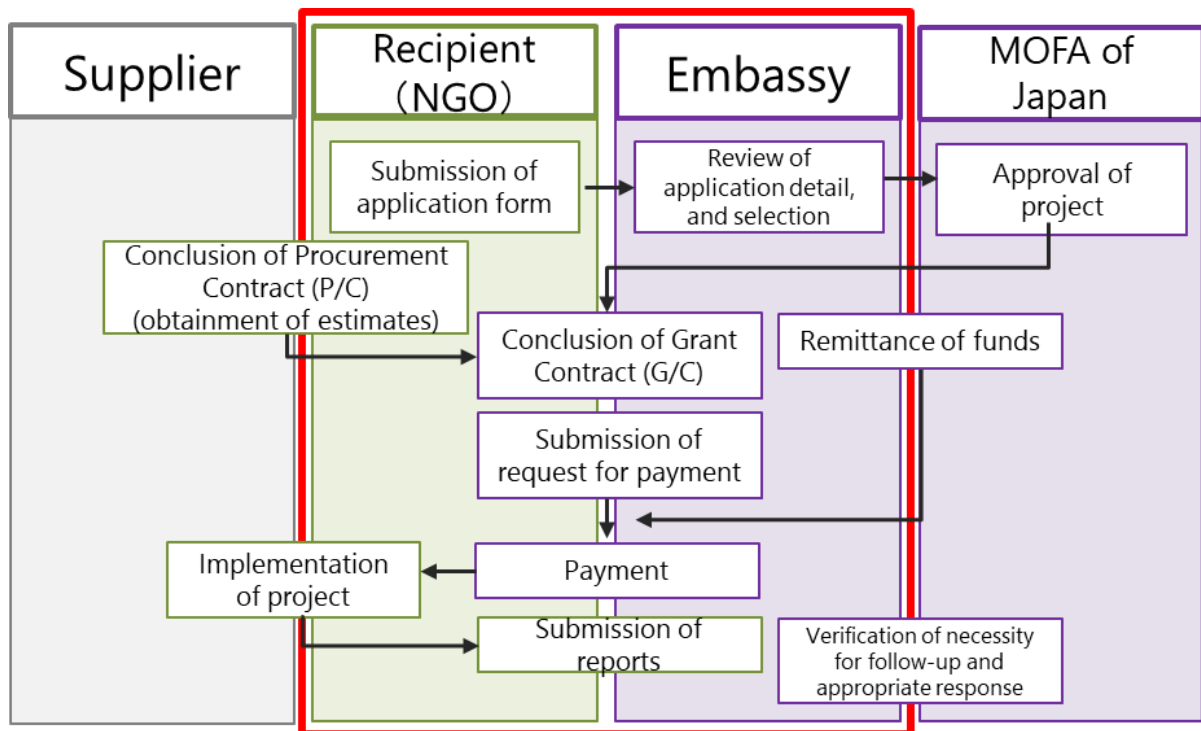 Supplier
Recipient
（NGO）
Embassy
MOFA of
Japan
Submission of
application form
Review of
application detail,
and selection
Approval of
project
Conclusion of Procurement
Contract (P/C)
(obtainment of estimates)
Conclusion of Grant
Contract (G/C)
Remittance of funds
Submission of
request for payment
Implementation
of project
Payment
Submission of
reports
Verification of necessity
for follow-up and
appropriate response